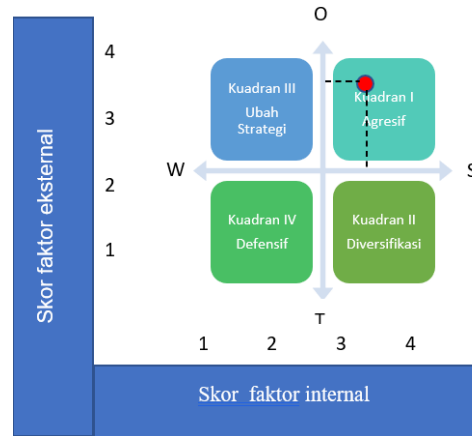 O
4
3
2
1
Skor faktor eksternal
Kuadran III
Ubah
Strategi
Kuadran I
Agresif
W
S
Kuadran IV
Defensif
Kuadran II
Diversifikasi
T
1 2 3 4
Skor faktor internal